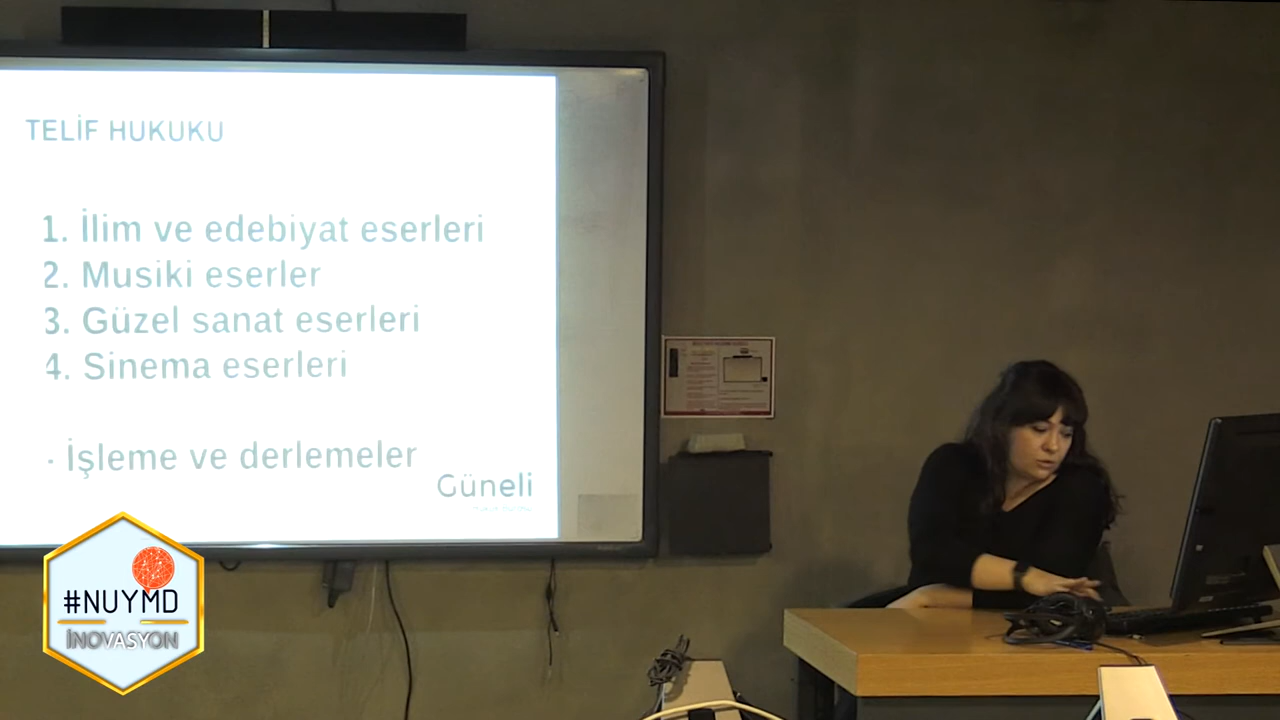 TELİF HUKUKU
1. İlim ve edebiyat eserleri
2. Musiki eserler
3. Güzel sanat eserleri
4. Sinema eserleri
· İşleme ve derlemeler
Güneli
#NUYMD
İNOVASYON